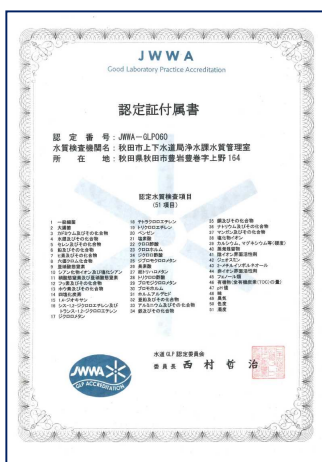 JWWA
Good Laboratory Practice Accreditation
認定証付属書
認定番号：JWWA-GLP060
水質検査機関名：秋田市上下水道局浄水課水質管理室
所在地：秋田県秋田市豊岩豊巻字上野164
認定水質検査項目
(51項目)
1 一般細菌
2 大腸菌
3 カドミウム及びその化合物
4 水銀及びその化合物
5 セレン及びその化合物
6 鉛及びその化合物
7 ヒ素及びその化合物
8 六価クロム化合物
9 亜硝酸態窒素
10 シアン化物イオン及び塩化シアン
11 硝酸態窒素及び亜硝酸態窒素
12 フッ素及びその化合物
13 ホウ素及びその化合物
14 四塩化炭素
15 1,4-ジオキサン
16 シス-1,2-ジクロロエチレン及び
トランス-1,2-ジクロロエチレン
17 ジクロロメタン
18 テトラクロロエチレン
19 トリクロロエチレン
20 ベンゼン
21 塩素酸
22 クロロ酢酸
23 クロロホルム
24 ジクロロ酢酸
25 ジブロモクロロメタン
26 臭素酸
27 総トリハロメタン
28 トリクロロ酢酸
29 ブロモジクロロメタン
30 ブロモホルム
31 ホルムアルデヒド
32 亜鉛及びその化合物
33 アルミニウム及びその化合物
34 鉄及びその化合物
35 銅及びその化合物
36 ナトリウム及びその化合物
37 マンガン及びその化合物
38 塩化物イオン
39 カルシウム、マグネシウム等(硬度)
40 蒸発残留物
41 陰イオン界面活性剤
42 ジェオスミン
43 2-メチルイソボルネオール
44 非イオン界面活性剤
45 フェノール類
46 有機物(全有機炭素(TOC)の量)
47 pH値
48 味
49 臭気
50 色度
51 濁度
水道GLP認定委員会
委員長 西村哲治
JWWA
GLP ACCREDITATION